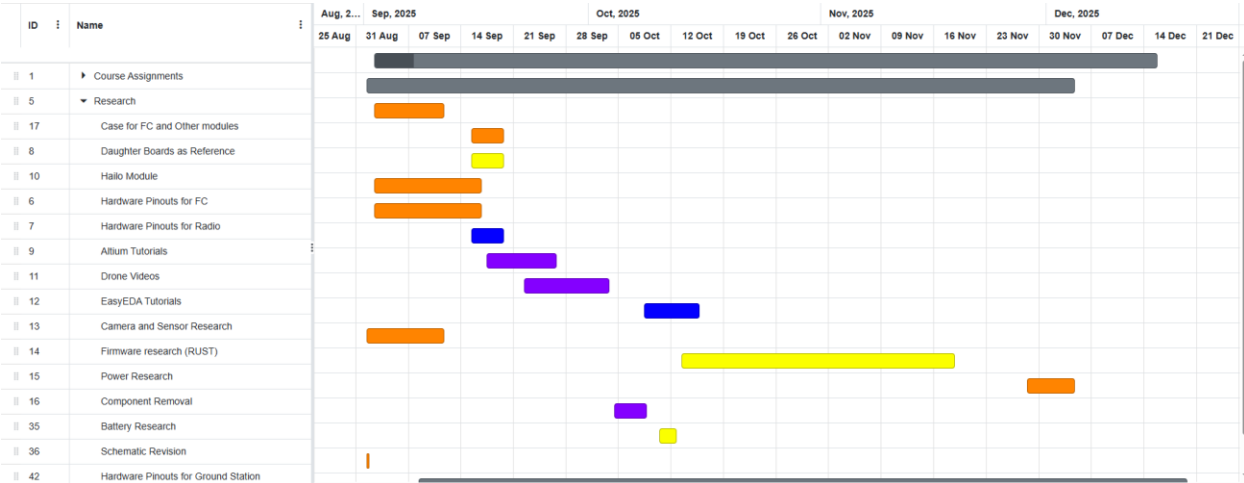 Aug, 2... Sep, 2025 Oct, 2025 Nov, 2025 Dec, 2025
ID Name
25 Aug 31 Aug 07 Sep 14 Sep 21 Sep 28 Sep 05 Oct 12 Oct 19 Oct 26 Oct 02 Nov 09 Nov 16 Nov 23 Nov 30 Nov 07 Dec 14 Dec 21 Dec
1 Course Assignments
5 Research
17 Case for FC and Other modules
8 Daughter Boards as Reference
10 Hailo Module
6 Hardware Pinouts for FC
7 Hardware Pinouts for Radio
9 Altium Tutorials
11 Drone Videos
12 EasyEDA Tutorials
13 Camera and Sensor Research
14 Firmware research (RUST)
15 Power Research
16 Component Removal
35 Battery Research
36 Schematic Revision
42 Hardware Pinouts for Ground Station